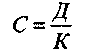 С = Д/К